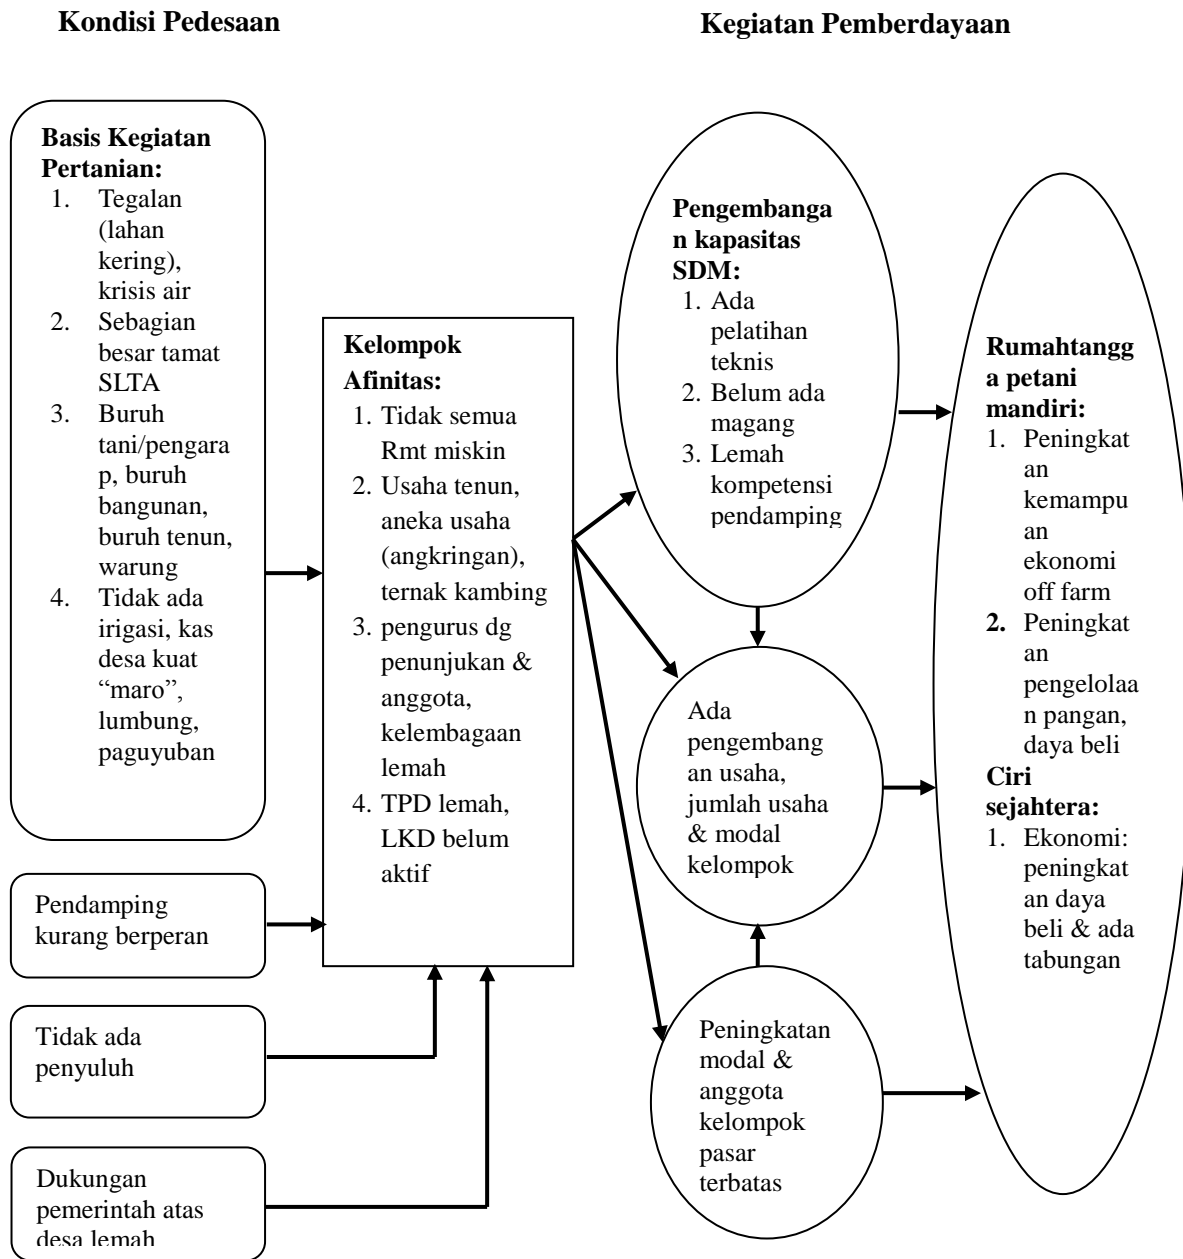 Kondisi Pedesaan
Kegiatan Pemberdayaan
Basis Kegiatan
Pertanian:
1. Tegalan
(lahan
kering),
krisis air
2. Sebagian
besar tamat
SLTA
3. Buruh
tani/pengara
p, buruh
bangunan,
buruh tenun,
warung
4. Tidak ada
irigasi, kas
desa kuat
“maro”,
lumbung,
paguyuban
Pendamping
kurang berperan
Tidak ada
penyuluh
Dukungan
pemerintah atas
desa lemah
Kelompok
Afinitas:
1. Tidak semua
Rmt miskin
2. Usaha tenun,
aneka usaha
(angkringan),
ternak kambing
3. pengurus dg
penunjukan &
anggota,
kelembagaan
lemah
4. TPD lemah,
LKD belum
aktif
Pengembanga
n kapasitas
SDM:
1. Ada
pelatihan
teknis
2. Belum ada
magang
3. Lemah
kompetensi
pendamping
Ada
pengembang
an usaha,
jumlah usaha
& modal
kelompok
Peningkatan
modal &
anggota
kelompok
pasar
terbatas
Rumahtangg
a petani
mandiri:
1. Peningkat
an
kemampu
an
ekonomi
off farm
2. Peningkat
an
pengelolaa
n pangan,
daya beli
Ciri
sejahtera:
1. Ekonomi:
peningkat
an daya
beli & ada
tabungan